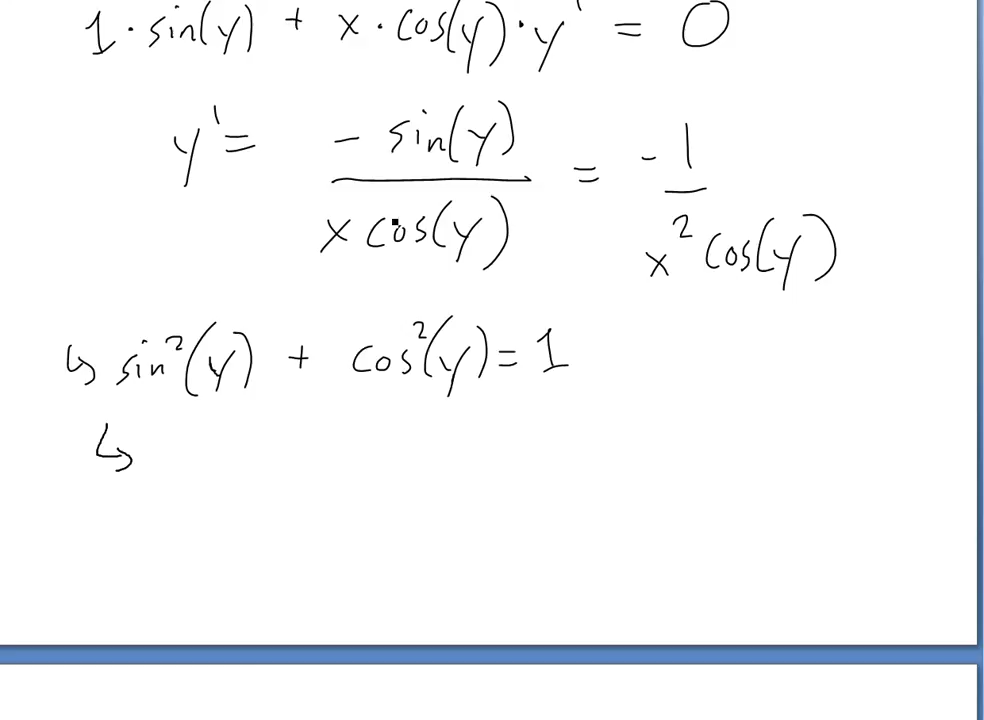 1 · sin(y) + x · cos(y) · y' = 0
y' = - sin(y) / x cos(y) = -1 / x² cos(y)
↳ sin²(y) + cos²(y) = 1
↳